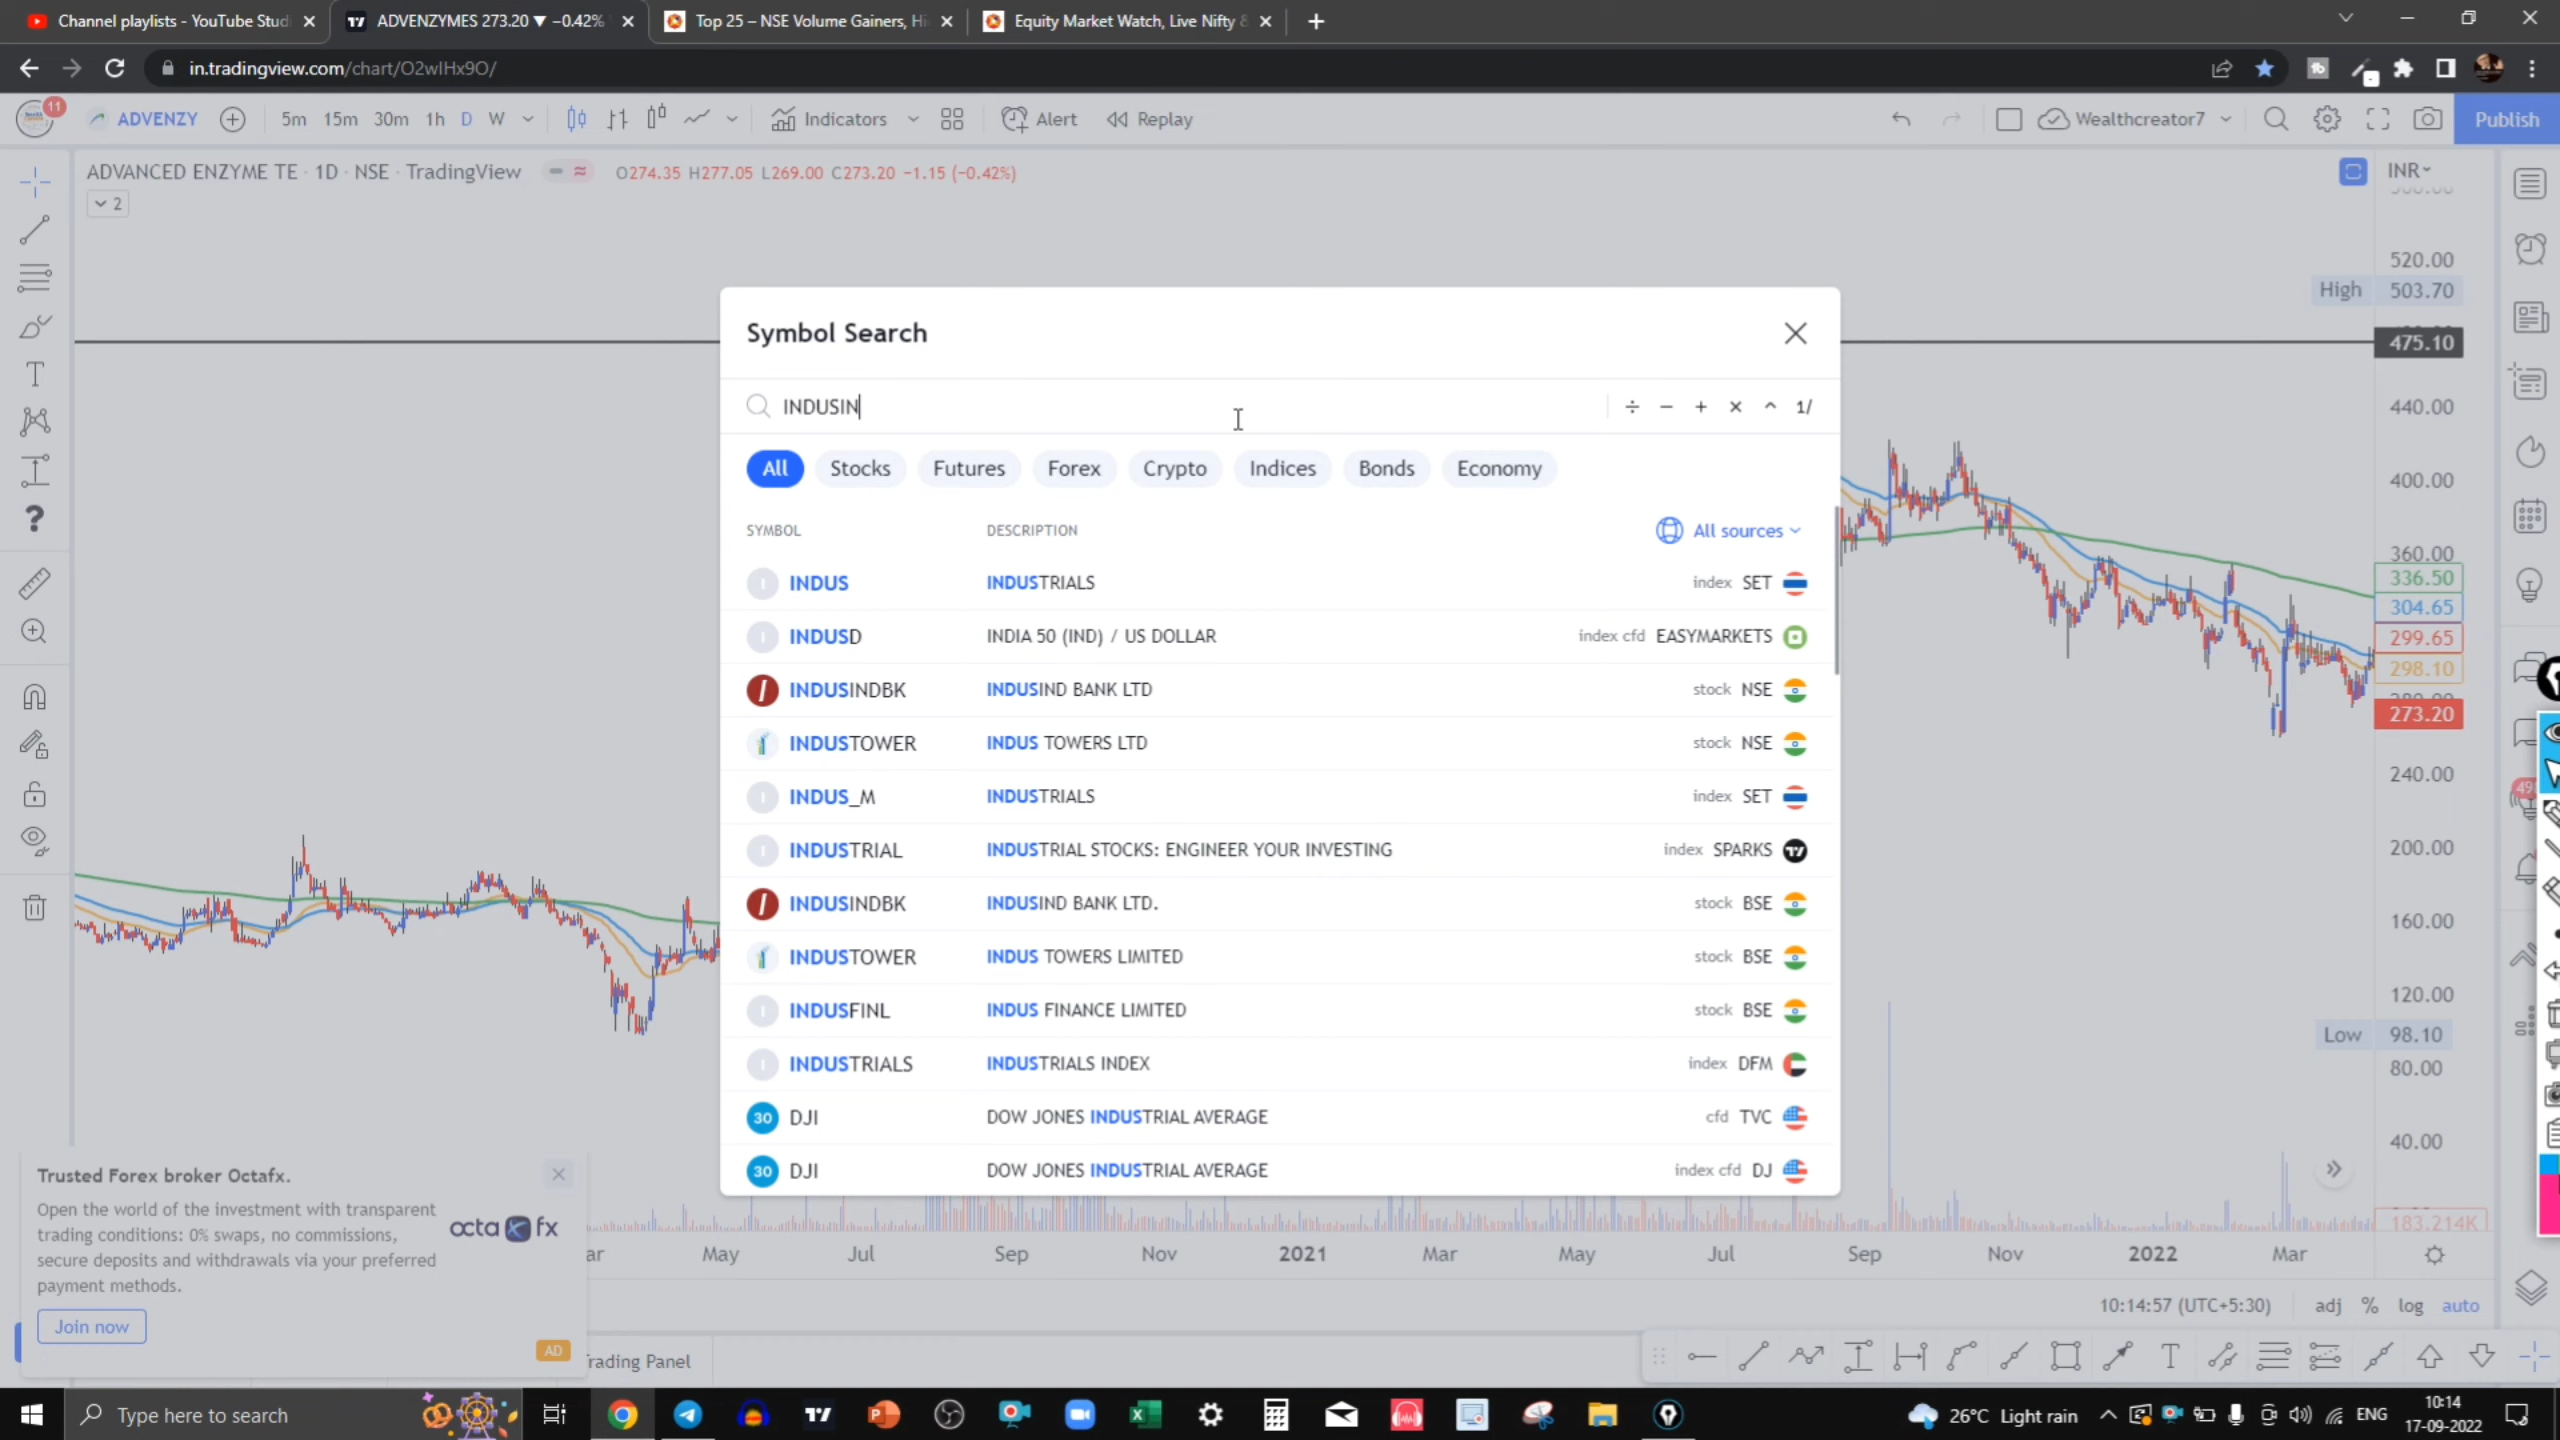 Channel playlists - YouTube Studi
ADVENZYMES 273.20 ▼ −0.42%
Top 25 – NSE Volume Gainers, Hi
Equity Market Watch, Live Nifty &
in.tradingview.com/chart/O2wIHx9O/
11
ADVENZY
5m 15m 30m 1h D W
Indicators
Alert
Replay
Wealthcreator7
Publish
ADVANCED ENZYME TE · 1D · NSE · TradingView
O274.35 H277.05 L269.00 C273.20 −1.15 (−0.42%)
INR
2
520.00
High 503.70
475.10
440.00
400.00
360.00
336.50
304.65
299.65
298.10
273.20
240.00
200.00
160.00
120.00
Low 98.10
80.00
40.00
183.214K
Symbol Search
INDUSIN
÷ − + × ^ 1/
All Stocks Futures Forex Crypto Indices Bonds Economy
SYMBOL DESCRIPTION All sources
INDUS INDUSTRIALS index SET
INDUSD INDIA 50 (IND) / US DOLLAR index cfd EASYMARKETS
INDUSINDBK INDUSIND BANK LTD stock NSE
INDUSTOWER INDUS TOWERS LTD stock NSE
INDUS_M INDUSTRIALS index SET
INDUSTRIAL INDUSTRIAL STOCKS: ENGINEER YOUR INVESTING index SPARKS
INDUSINDBK INDUSIND BANK LTD. stock BSE
INDUSTOWER INDUS TOWERS LIMITED stock BSE
INDUSFINL INDUS FINANCE LIMITED stock BSE
INDUSTRIALS INDUSTRIALS INDEX index DFM
30 DJI DOW JONES INDUSTRIAL AVERAGE cfd TVC
30 DJI DOW JONES INDUSTRIAL AVERAGE index cfd DJ
Trusted Forex broker Octafx.
Open the world of the investment with transparent
trading conditions: 0% swaps, no commissions,
secure deposits and withdrawals via your preferred
payment methods.
octa fx
Join now
AD
ar May Jul Sep Nov 2021 Mar May Jul Sep Nov 2022 Mar
10:14:57 (UTC+5:30) adj % log auto
rading Panel
Type here to search
26°C Light rain
ENG
10:14
17-09-2022